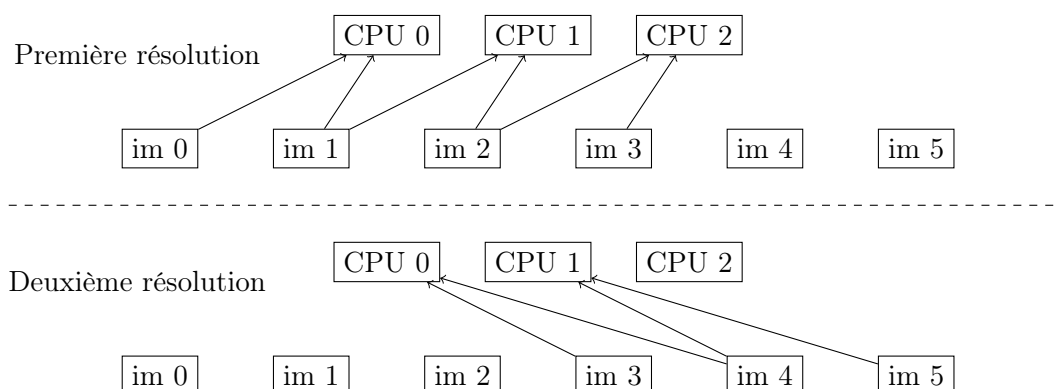 CPU 0 CPU 1 CPU 2
Première résolution
im 0 im 1 im 2 im 3 im 4 im 5
CPU 0 CPU 1 CPU 2
Deuxième résolution
im 0 im 1 im 2 im 3 im 4 im 5